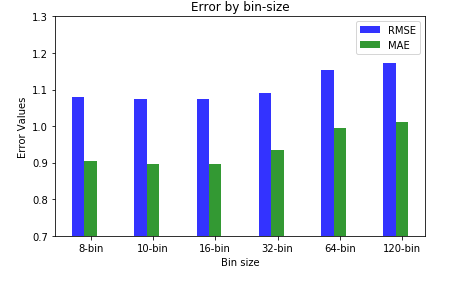 Error by bin-size
1.3
1.2
1.1
1.0
0.9
0.8
0.7
Error Values
RMSE
MAE
8-bin 10-bin 16-bin 32-bin 64-bin 120-bin
Bin size